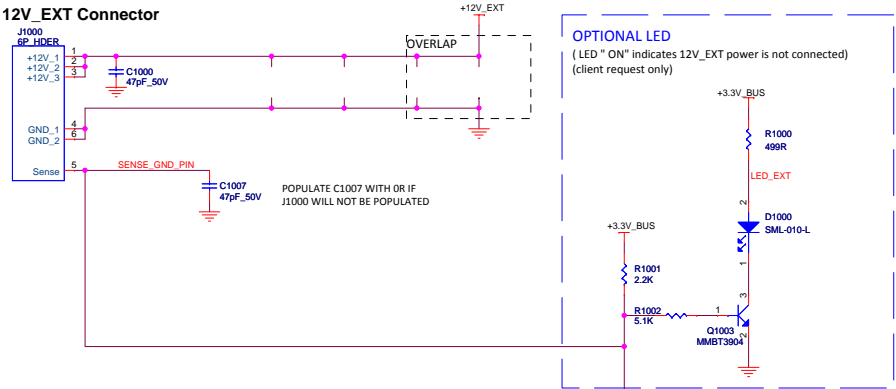 12V_EXT Connector
J1000
6P_HDER
+12V_1
+12V_2
+12V_3
GND_1
GND_2
Sense
1
2
3
4
6
5
C1000
47pF_50V
+12V_EXT
OVERLAP
SENSE_GND_PIN
C1007
47pF_50V
POPULATE C1007 WITH 0R IF
J1000 WILL NOT BE POPULATED
OPTIONAL LED
( LED " ON" indicates 12V_EXT power is not connected)
(client request only)
+3.3V_BUS
R1000
499R
LED_EXT
2
D1000
SML-010-L
1
+3.3V_BUS
R1001
2.2K
R1002
5.1K
1
3
2
Q1003
MMBT3904